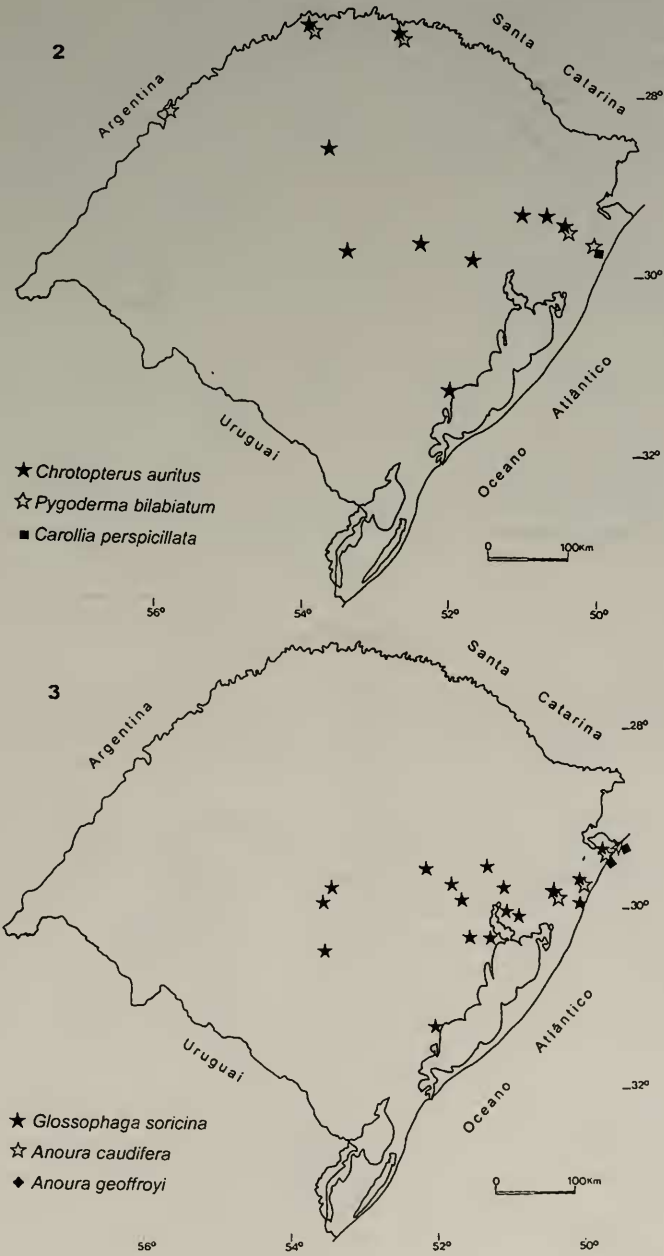 2
Santa
Catarina
Argentina
28°
30°
Uruguai
Oceano Atlântico
32°
Chrotopterus auritus
Pygoderma bilabiatum
Carollia perspicillata
0 100Km
56° 54° 52° 50°
3
Santa
Catarina
Argentina
28°
30°
Uruguai
Oceano Atlântico
32°
Glossophaga soricina
Anoura caudifera
Anoura geoffroyi
0 100Km
56° 54° 52° 50°